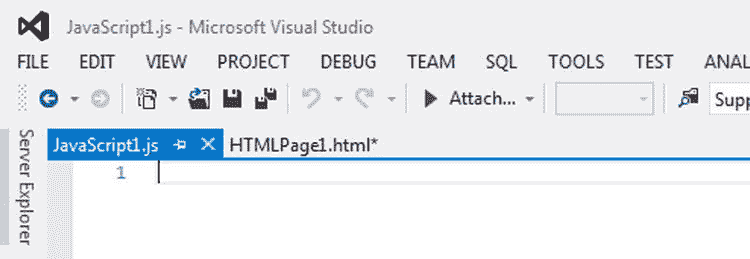 JavaScript1.js - Microsoft Visual Studio
FILE EDIT VIEW PROJECT DEBUG TEAM SQL TOOLS TEST ANAL
Attach... Supp
JavaScript1.js HTMLPage1.html*
1
Server Explorer